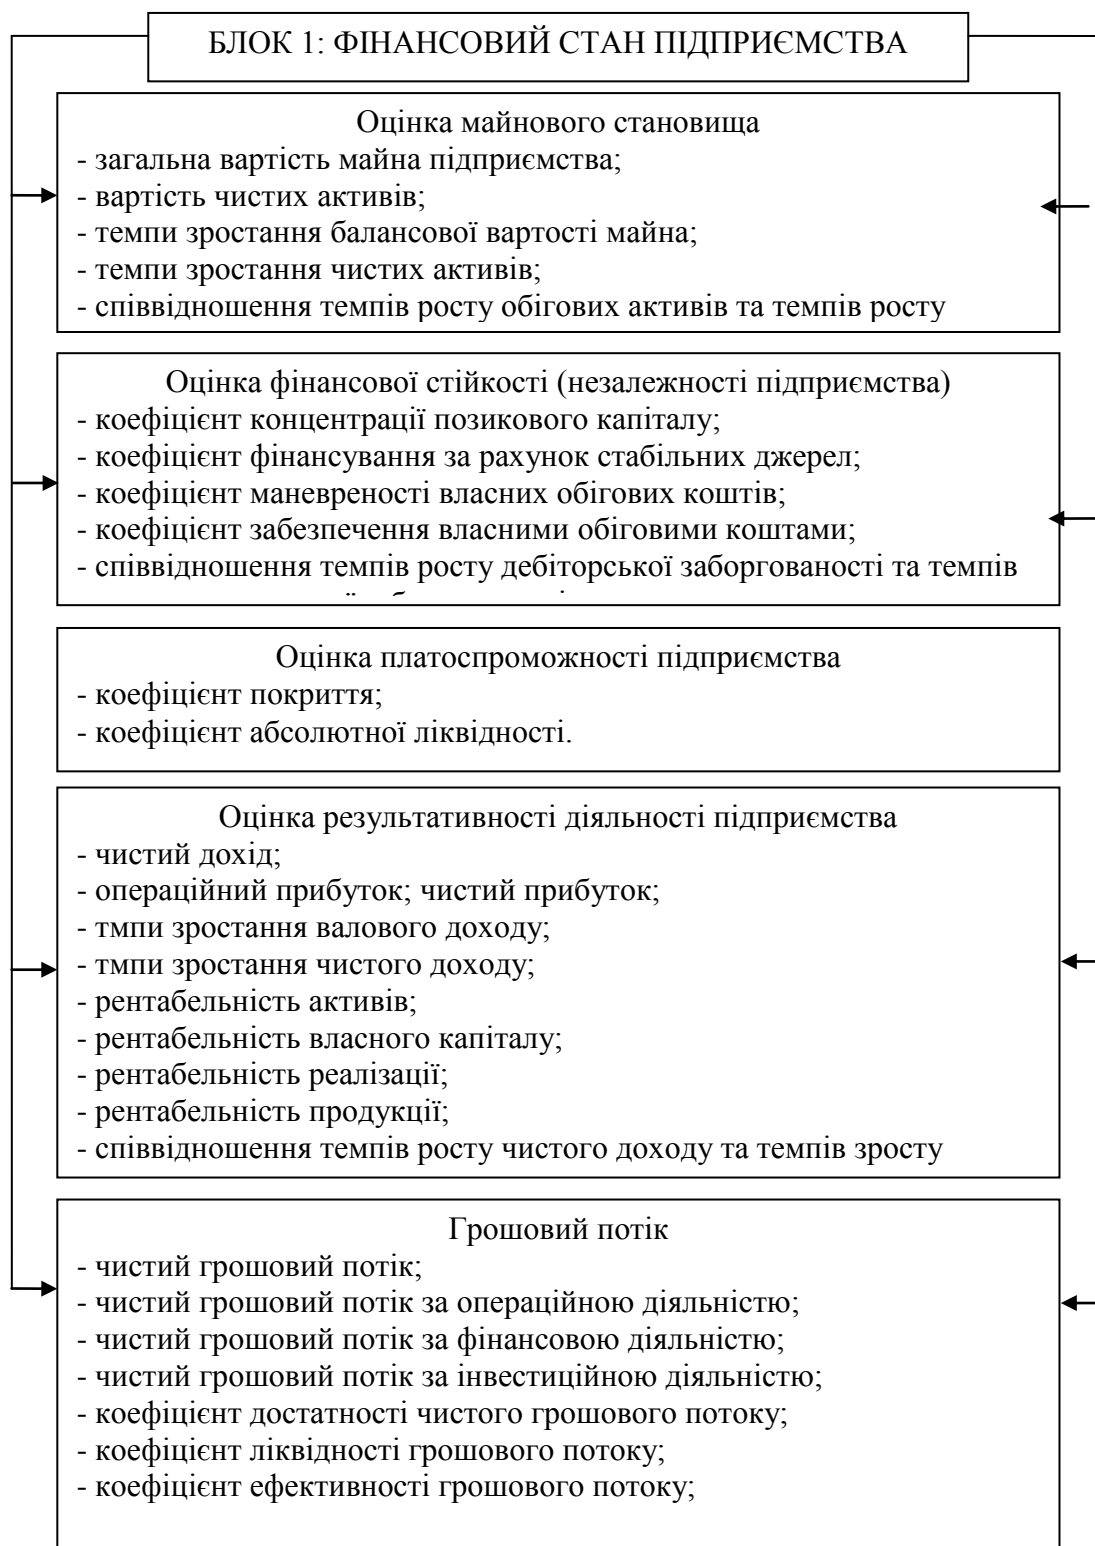 БЛОК 1: ФІНАНСОВИЙ СТАН ПІДПРИЄМСТВА
Оцінка майнового становища
- загальна вартість майна підприємства;
- вартість чистих активів;
- темпи зростання балансової вартості майна;
- темпи зростання чистих активів;
- співвідношення темпів росту обігових активів та темпів росту
Оцінка фінансової стійкості (незалежності підприємства)
- коефіцієнт концентрації позикового капіталу;
- коефіцієнт фінансування за рахунок стабільних джерел;
- коефіцієнт маневреності власних обігових коштів;
- коефіцієнт забезпечення власними обіговими коштами;
- співвідношення темпів росту дебіторської заборгованості та темпів
Оцінка платоспроможності підприємства
- коефіцієнт покриття;
- коефіцієнт абсолютної ліквідності.
Оцінка результативності діяльності підприємства
- чистий дохід;
- операційний прибуток; чистий прибуток;
- тмпи зростання валового доходу;
- тмпи зростання чистого доходу;
- рентабельність активів;
- рентабельність власного капіталу;
- рентабельність реалізації;
- рентабельність продукції;
- співвідношення темпів росту чистого доходу та темпів зросту
Грошовий потік
- чистий грошовий потік;
- чистий грошовий потік за операційною діяльністю;
- чистий грошовий потік за фінансовою діяльністю;
- чистий грошовий потік за інвестиційною діяльністю;
- коефіцієнт достатності чистого грошового потоку;
- коефіцієнт ліквідності грошового потоку;
- коефіцієнт ефективності грошового потоку;